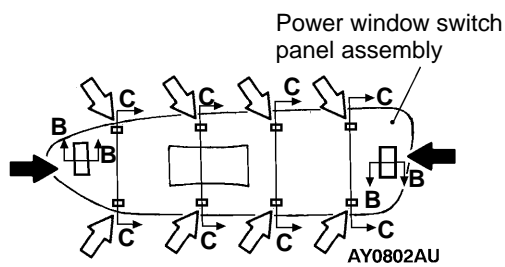 Power window switch
panel assembly
C C C C
B B
B B
C C C C
AY0802AU